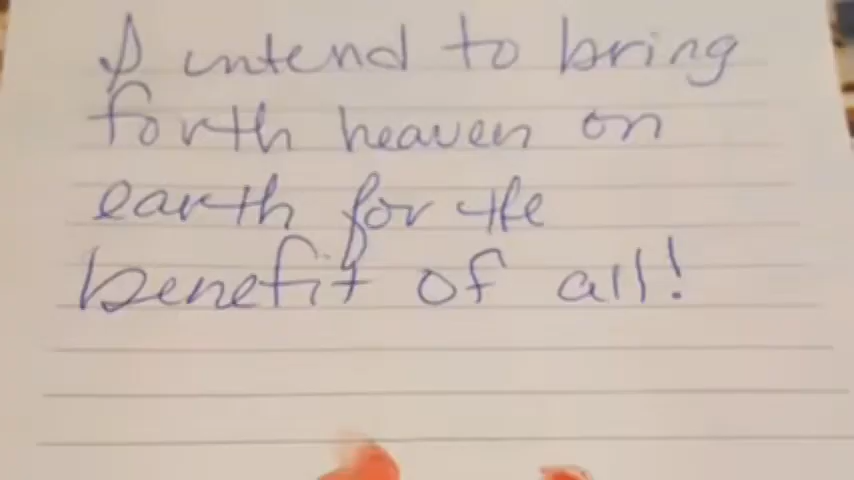 I intend to bring
forth heaven on
earth for the
benefit of all!